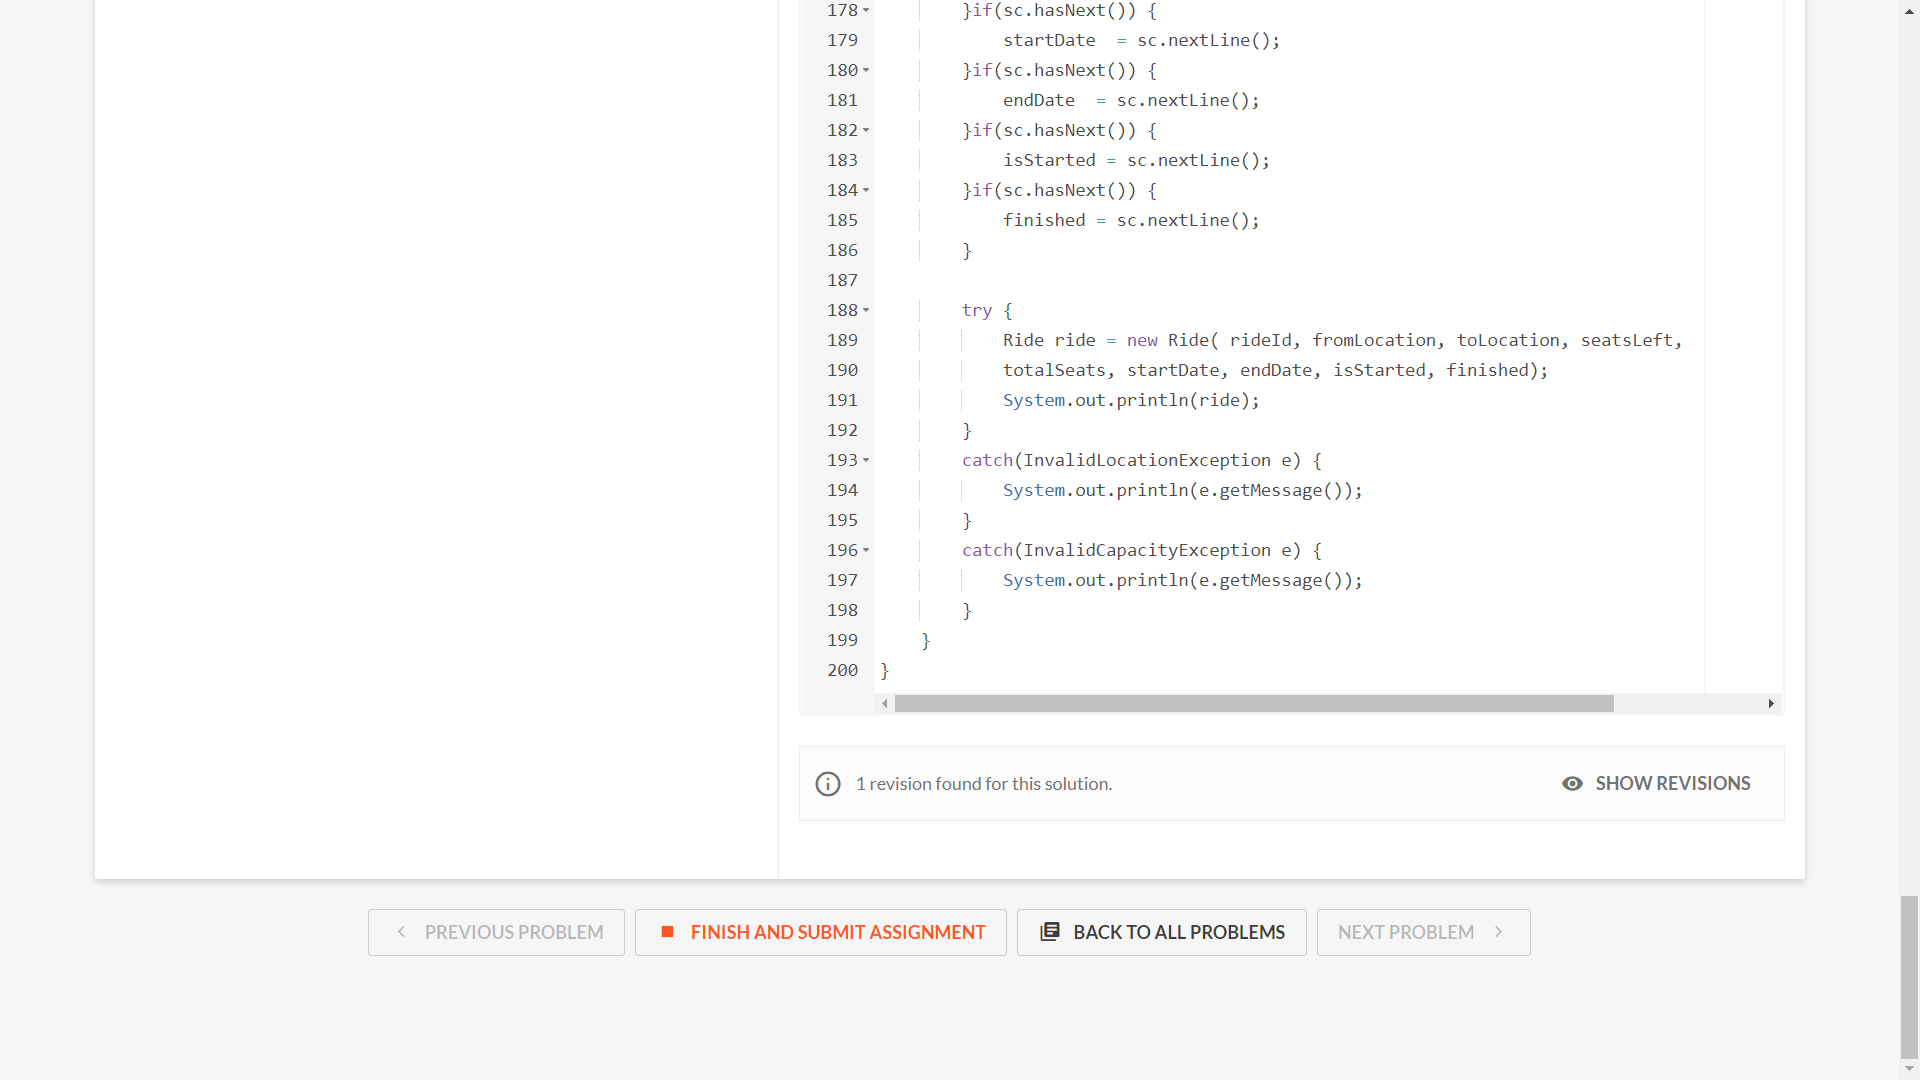 178 }if(sc.hasNext()) {
179 startDate  = sc.nextLine();
180 }if(sc.hasNext()) {
181 endDate  = sc.nextLine();
182 }if(sc.hasNext()) {
183 isStarted = sc.nextLine();
184 }if(sc.hasNext()) {
185 finished = sc.nextLine();
186 }
187
188 try {
189 Ride ride = new Ride( rideId, fromLocation, toLocation, seatsLeft,
190 totalSeats, startDate, endDate, isStarted, finished);
191 System.out.println(ride);
192 }
193 catch(InvalidLocationException e) {
194 System.out.println(e.getMessage());
195 }
196 catch(InvalidCapacityException e) {
197 System.out.println(e.getMessage());
198 }
199 }
200 }
1 revision found for this solution. SHOW REVISIONS
PREVIOUS PROBLEM FINISH AND SUBMIT ASSIGNMENT BACK TO ALL PROBLEMS NEXT PROBLEM